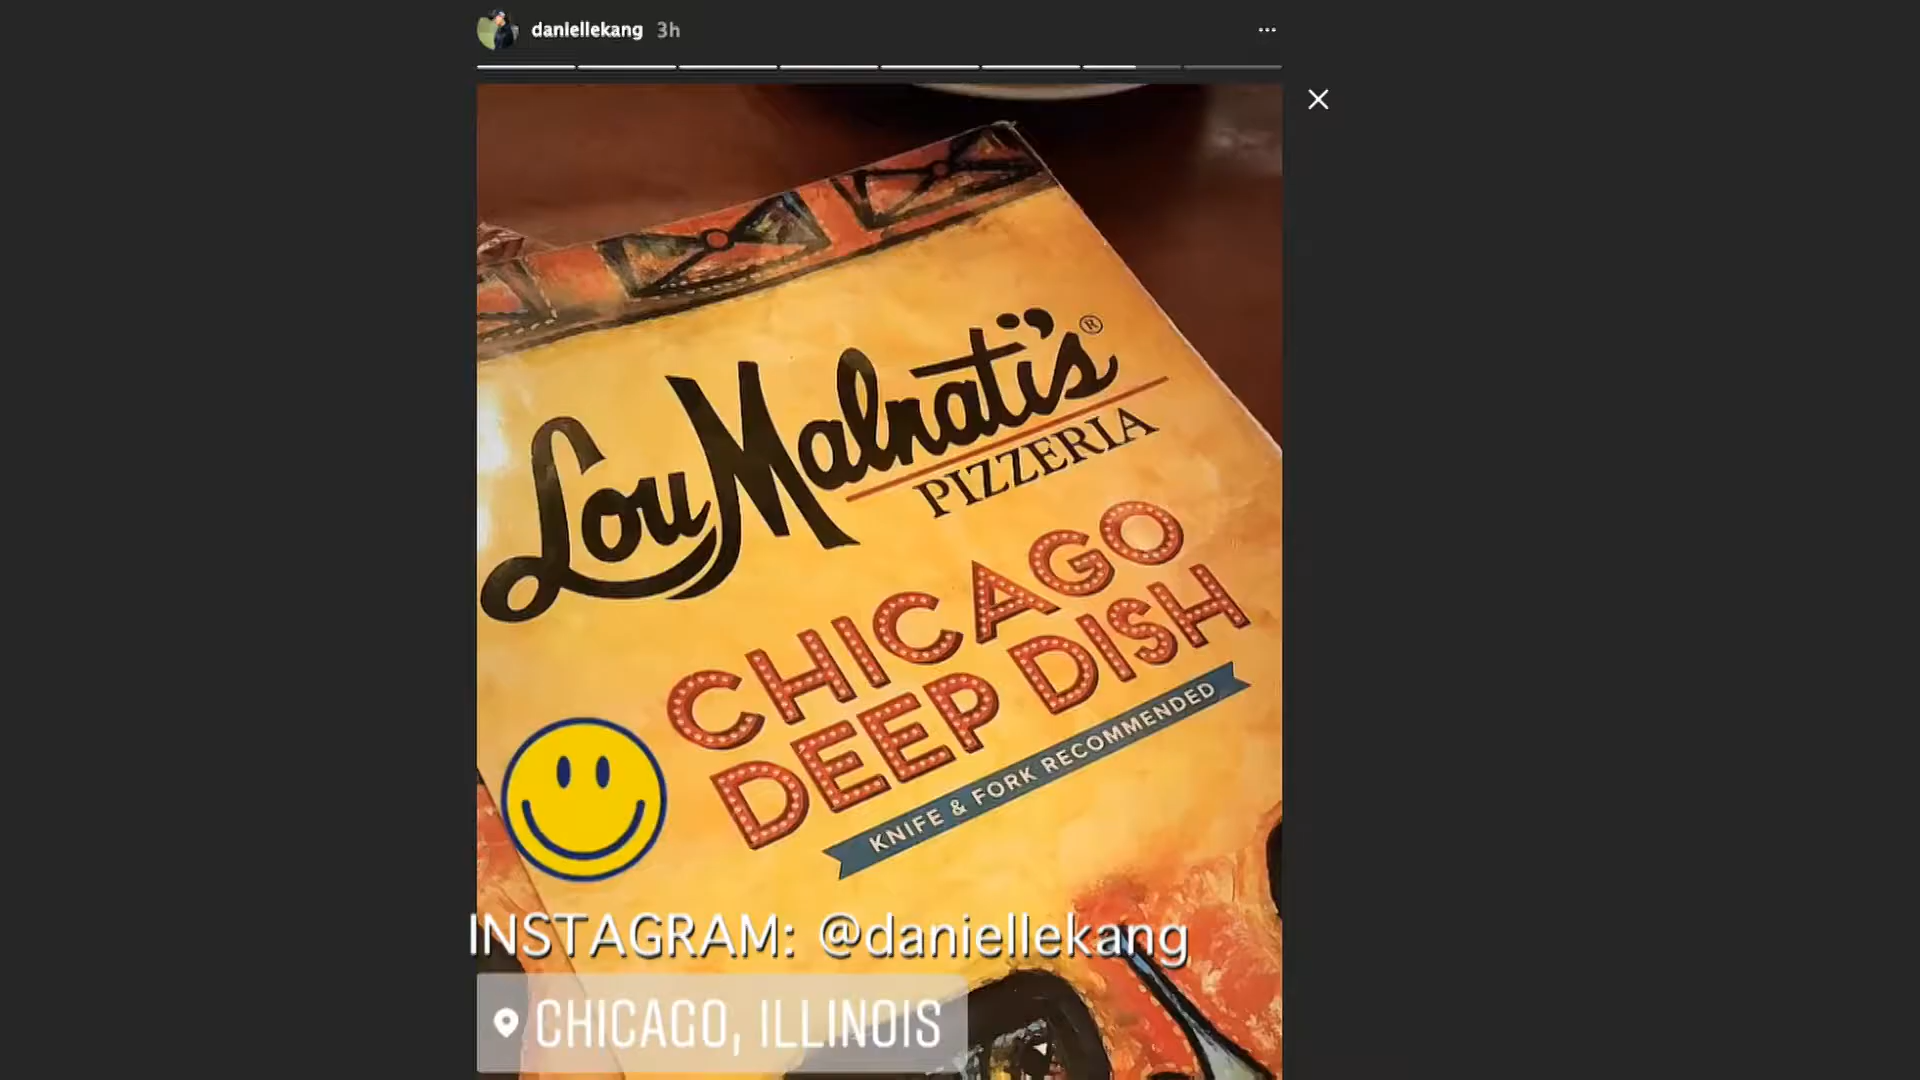 daniellekang 3h
Lou Malnati's®
PIZZERIA
CHICAGO
DEEP DISH
KNIFE & FORK RECOMMENDED
INSTAGRAM: @daniellekang
CHICAGO, ILLINOIS